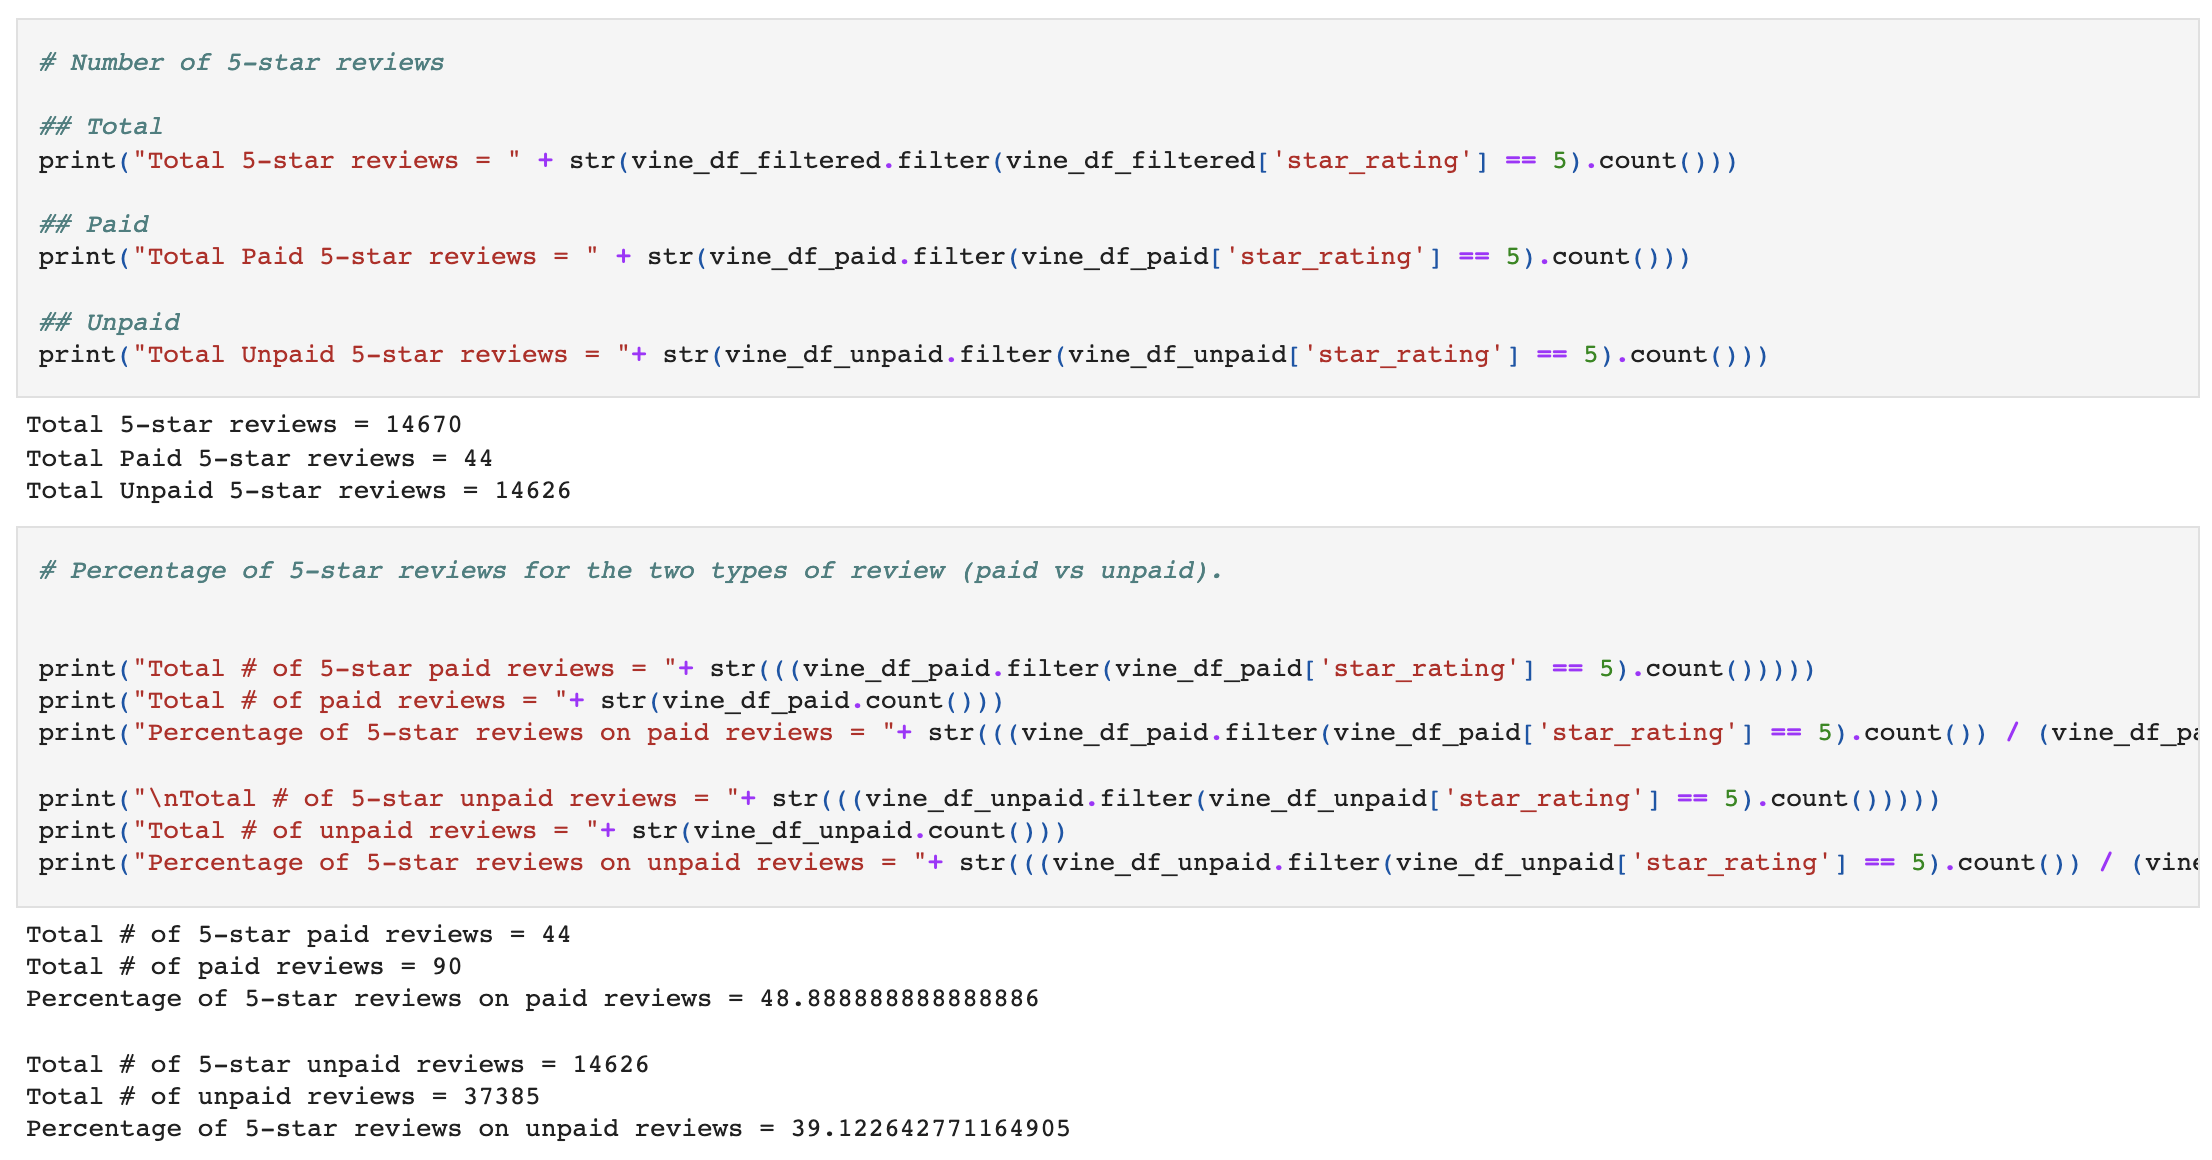 # Number of 5-star reviews
## Total
print("Total 5-star reviews = " + str(vine_df_filtered.filter(vine_df_filtered['star_rating'] == 5).count()))
## Paid
print("Total Paid 5-star reviews = " + str(vine_df_paid.filter(vine_df_paid['star_rating'] == 5).count()))
## Unpaid
print("Total Unpaid 5-star reviews = "+ str(vine_df_unpaid.filter(vine_df_unpaid['star_rating'] == 5).count()))
Total 5-star reviews = 14670
Total Paid 5-star reviews = 44
Total Unpaid 5-star reviews = 14626
# Percentage of 5-star reviews for the two types of review (paid vs unpaid).
print("Total # of 5-star paid reviews = "+ str(((vine_df_paid.filter(vine_df_paid['star_rating'] == 5).count()))))
print("Total # of paid reviews = "+ str(vine_df_paid.count()))
print("Percentage of 5-star reviews on paid reviews = "+ str(((vine_df_paid.filter(vine_df_paid['star_rating'] == 5).count()) / (vine_df_pa
print("\nTotal # of 5-star unpaid reviews = "+ str(((vine_df_unpaid.filter(vine_df_unpaid['star_rating'] == 5).count()))))
print("Total # of unpaid reviews = "+ str(vine_df_unpaid.count()))
print("Percentage of 5-star reviews on unpaid reviews = "+ str(((vine_df_unpaid.filter(vine_df_unpaid['star_rating'] == 5).count()) / (vine
Total # of 5-star paid reviews = 44
Total # of paid reviews = 90
Percentage of 5-star reviews on paid reviews = 48.888888888888886
Total # of 5-star unpaid reviews = 14626
Total # of unpaid reviews = 37385
Percentage of 5-star reviews on unpaid reviews = 39.122642771164905